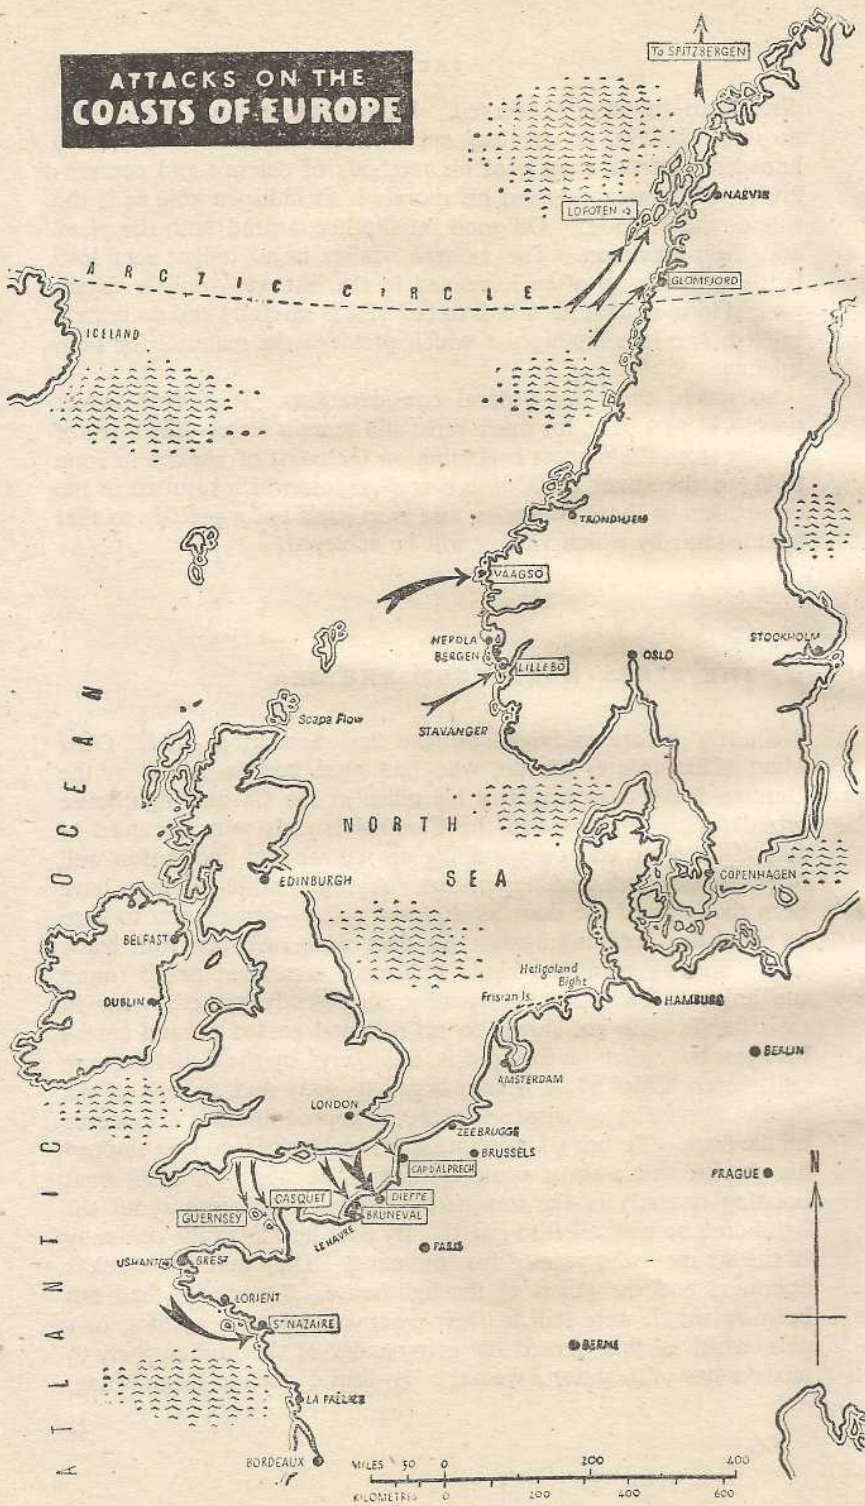 ATTACKS ON THE
COASTS OF EUROPE
To SPITZBERGEN
NARVIK
LOFOTEN
ARCTIC CIRCLE
GLOMFJORD
ICELAND
TRONDHJEM
VAAGSO
HERDLA
BERGEN
LILLEBO
OSLO
STOCKHOLM
Scapa Flow
STAVANGER
NORTH
SEA
EDINBURGH
COPENHAGEN
BELFAST
Heligoland
Bight
Frisian Is.
DUBLIN
HAMBURG
BERLIN
AMSTERDAM
LONDON
ZEEBRUGGE
BRUSSELS
CAP D'ALPRECH
PRAGUE
N
CASQUET
DIEPPE
GUERNSEY
BRUNEVAL
LE HAVRE
PARIS
USHANT
BREST
LORIENT
St NAZAIRE
BERNE
LA PALLICE
BORDEAUX
ATLANTIC OCEAN
MILES 50 0 200 400
KILOMETRES 0 200 400 600